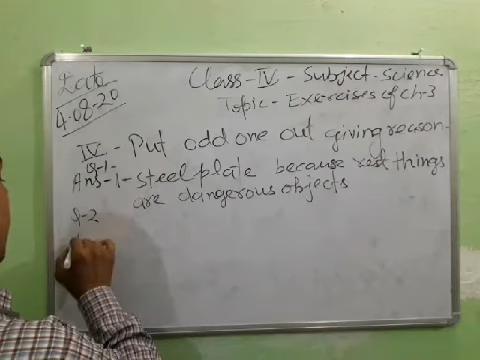 Date
4-08-20
Class-IV - Subject-Science
Topic - Exercises of ch-3
IV - Put odd one out giving reason.
Q-1-
Ans-1- steel plate because rest things
are dangerous objects
Q-2